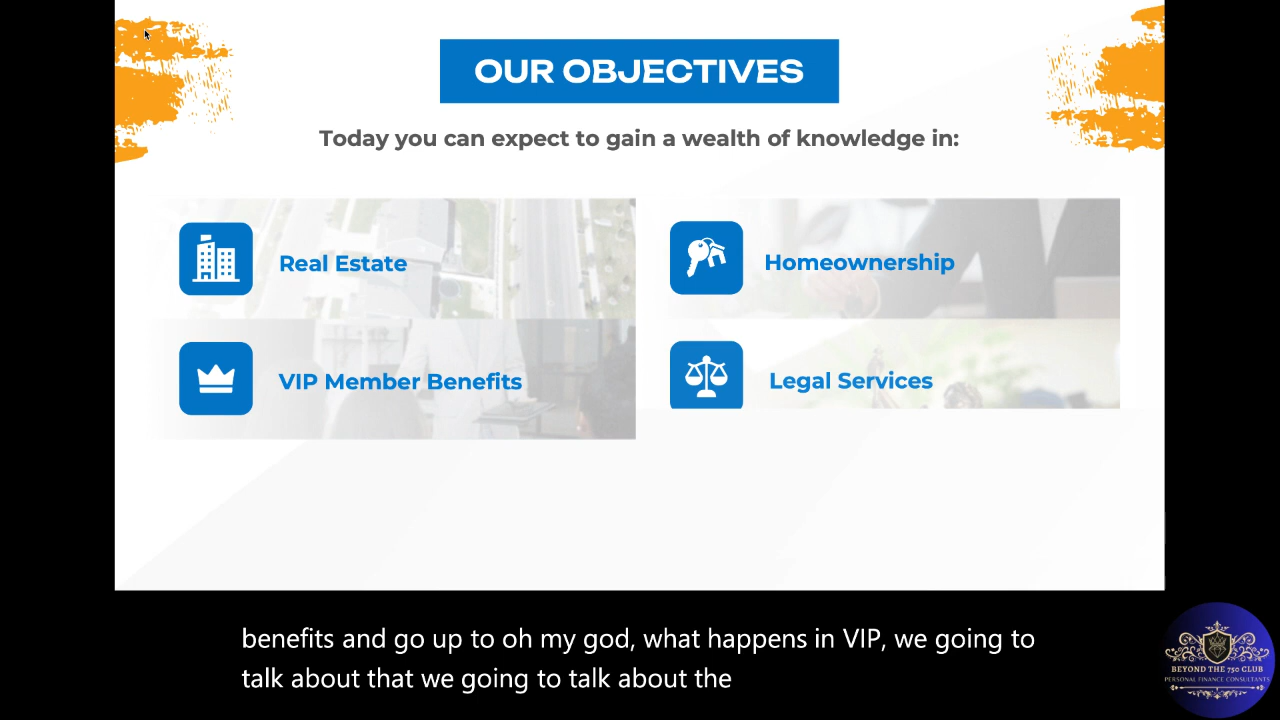 OUR OBJECTIVES
Today you can expect to gain a wealth of knowledge in:
Real Estate
Homeownership
VIP Member Benefits
Legal Services
benefits and go up to oh my god, what happens in VIP, we going to
talk about that we going to talk about the
BEYOND THE 750 CLUB
PERSONAL FINANCE CONSULTANTS